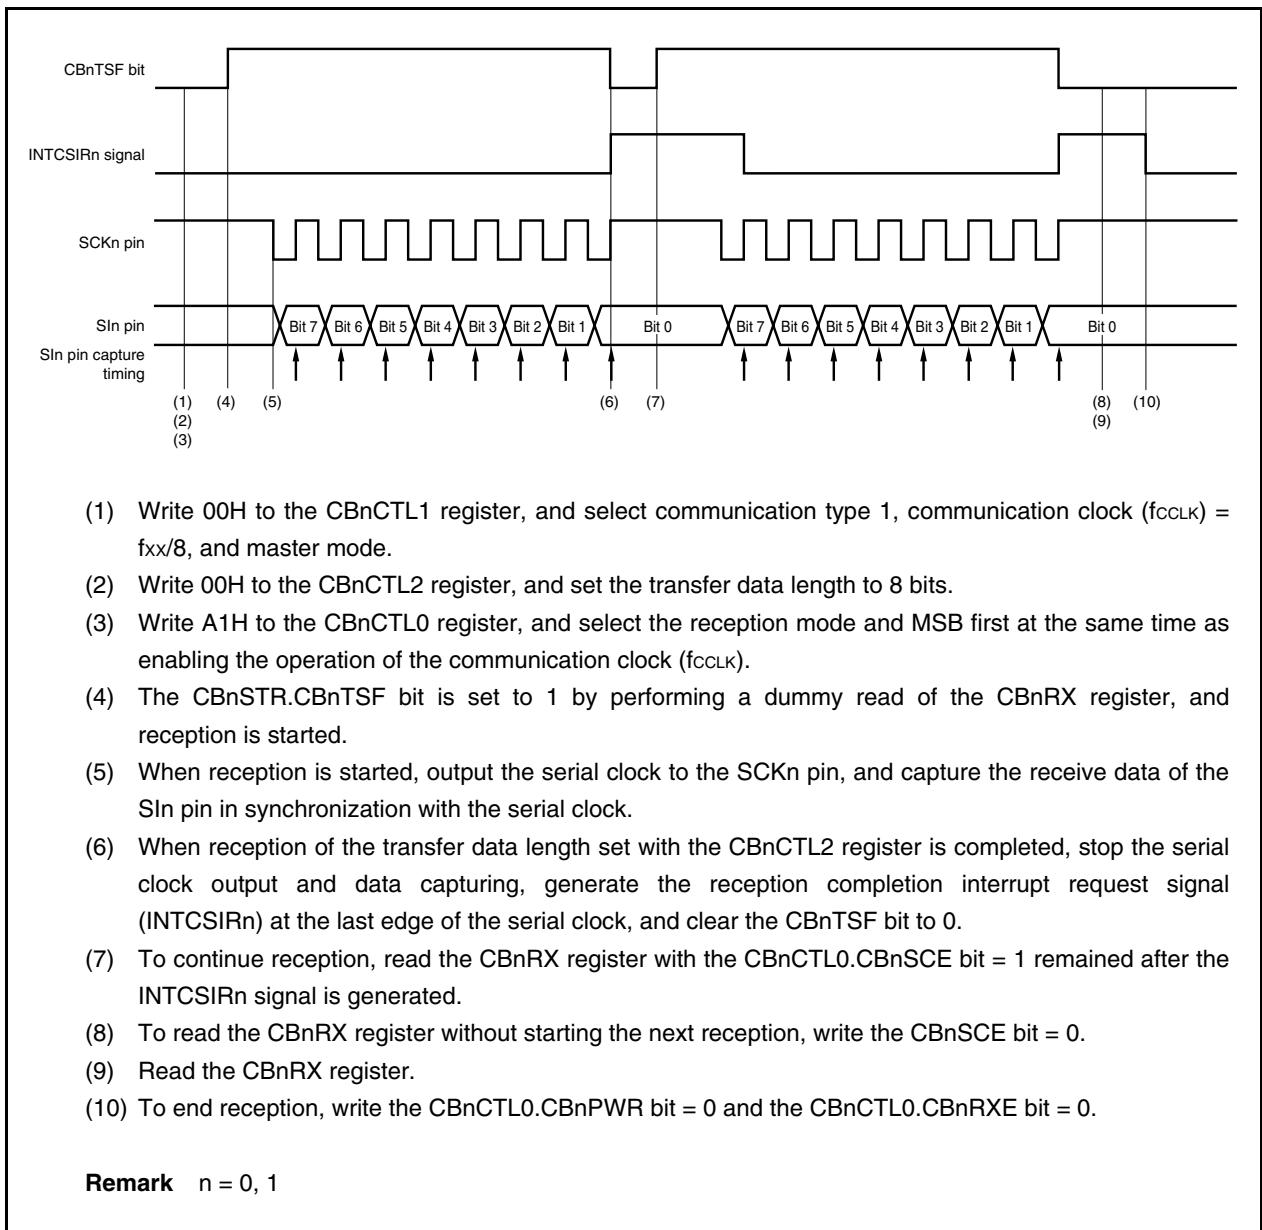 CBnTSF bit
INTCSIRn signal
SCKn pin
SIn pin
Bit 7 Bit 6 Bit 5 Bit 4 Bit 3 Bit 2 Bit 1 Bit 0 Bit 7 Bit 6 Bit 5 Bit 4 Bit 3 Bit 2 Bit 1 Bit 0
SIn pin capture
timing
(1) (4) (5) (6) (7) (8) (10)
(2) (9)
(3)
(1) Write 00H to the CBnCTL1 register, and select communication type 1, communication clock (fCCLK) =
fxx/8, and master mode.
(2) Write 00H to the CBnCTL2 register, and set the transfer data length to 8 bits.
(3) Write A1H to the CBnCTL0 register, and select the reception mode and MSB first at the same time as
enabling the operation of the communication clock (fCCLK).
(4) The CBnSTR.CBnTSF bit is set to 1 by performing a dummy read of the CBnRX register, and
reception is started.
(5) When reception is started, output the serial clock to the SCKn pin, and capture the receive data of the
SIn pin in synchronization with the serial clock.
(6) When reception of the transfer data length set with the CBnCTL2 register is completed, stop the serial
clock output and data capturing, generate the reception completion interrupt request signal
(INTCSIRn) at the last edge of the serial clock, and clear the CBnTSF bit to 0.
(7) To continue reception, read the CBnRX register with the CBnCTL0.CBnSCE bit = 1 remained after the
INTCSIRn signal is generated.
(8) To read the CBnRX register without starting the next reception, write the CBnSCE bit = 0.
(9) Read the CBnRX register.
(10) To end reception, write the CBnCTL0.CBnPWR bit = 0 and the CBnCTL0.CBnRXE bit = 0.
Remark n = 0, 1